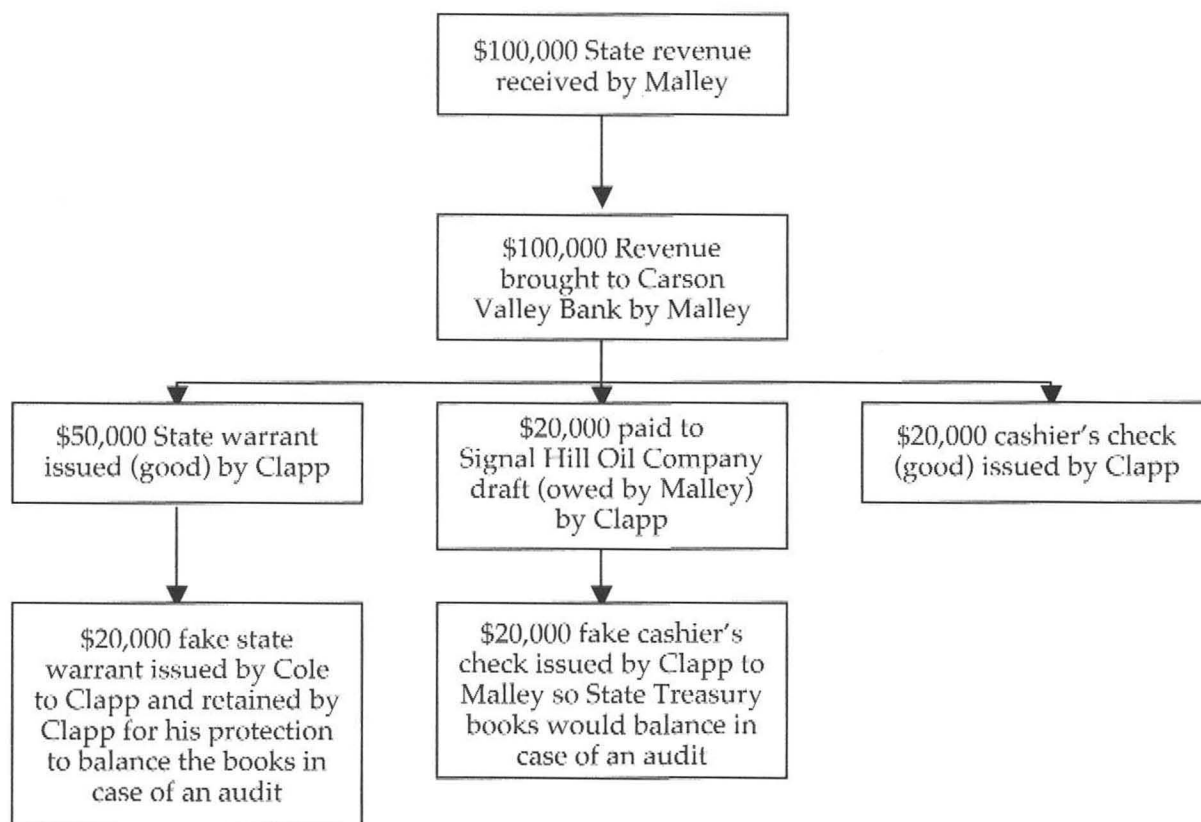 $100,000 State revenue
received by Malley
$100,000 Revenue
brought to Carson
Valley Bank by Malley
$50,000 State warrant
issued (good) by Clapp
$20,000 paid to
Signal Hill Oil Company
draft (owed by Malley)
by Clapp
$20,000 cashier's check
(good) issued by Clapp
$20,000 fake state
warrant issued by Cole
to Clapp and retained by
Clapp for his protection
to balance the books in
case of an audit
$20,000 fake cashier's
check issued by Clapp to
Malley so State Treasury
books would balance in
case of an audit